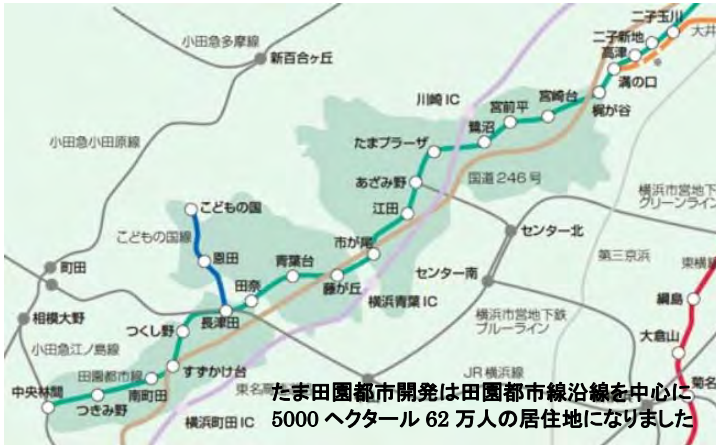 小田急多摩線
新百合ヶ丘
二子玉川
二子新地
大井
高津
溝の口
川崎 IC
宮前平
宮崎台
梶が谷
鷺沼
たまプラーザ
小田急小田原線
あざみ野
国道 246 号
横浜市営地下鉄
グリーンライン
こどもの国
江田
こどもの国線
センター北
第三京浜
恩田
青葉台
市が尾
東横線
町田
田奈
藤が丘
センター南
横浜青葉 IC
綱島
相模大野
つくし野
長津田
横浜市営地下鉄
ブルーライン
大倉山
小田急江ノ島線
すずかけ台
JR 横浜線
中央林間
田園都市線
南町田
東名高
菊名
つきみ野
横浜町田 IC
たま田園都市開発は田園都市線沿線を中心に
5000 ヘクタール 62 万人の居住地になりました